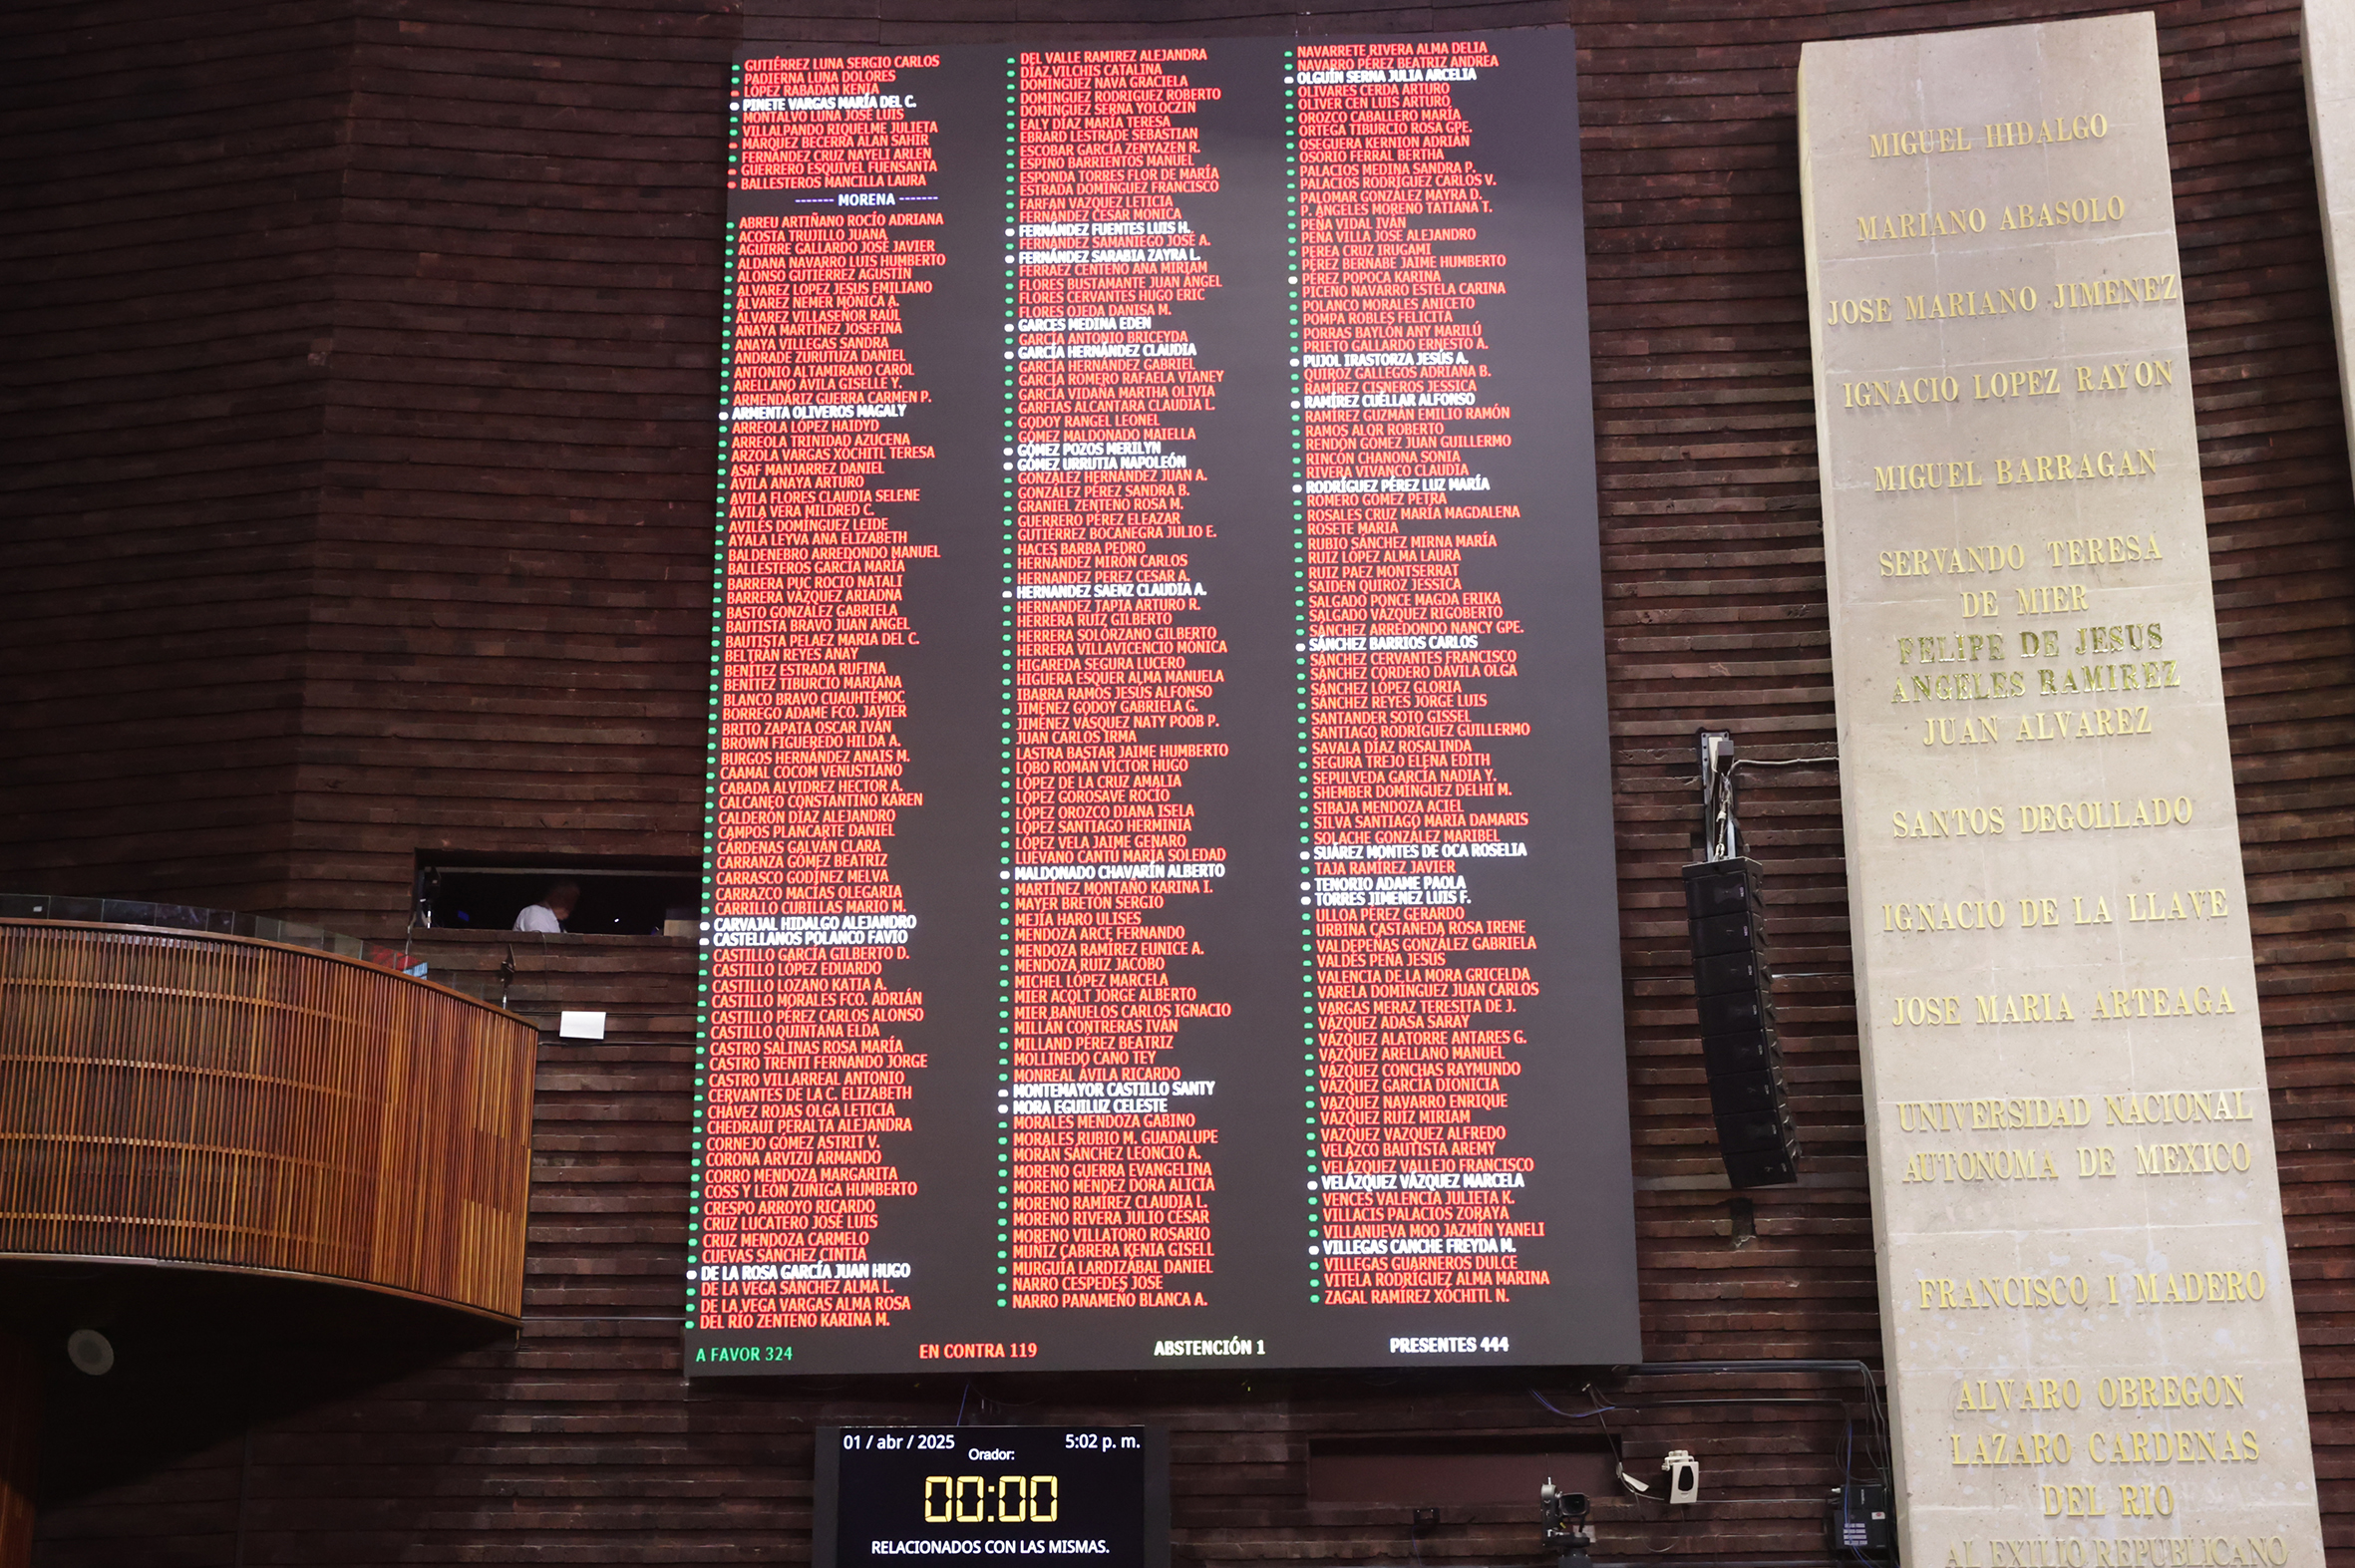 GUTIÉRREZ LUNA SERGIO CARLOS
PADIERNA LUNA DOLORES
LÓPEZ RABADÁN KENIA
PINETE VARGAS MARÍA DEL C.
MONTALVO LUNA JOSÉ LUIS
VILLALPANDO RIQUELME JULIETA
MÁRQUEZ BECERRA ALAN SAHIR
FERNÁNDEZ CRUZ NAYELI ARLEN
GUERRERO ESQUIVEL FUENSANTA
BALLESTEROS MANCILLA LAURA
------- MORENA -------
ABREU ARTIÑANO ROCÍO ADRIANA
ACOSTA TRUJILLO JUANA
AGUIRRE GALLARDO JOSÉ JAVIER
ALDANA NAVARRO LUIS HUMBERTO
ALONSO GUTIÉRREZ AGUSTÍN
ÁLVAREZ LÓPEZ JESÚS EMILIANO
ÁLVAREZ NEMER MÓNICA A.
ÁLVAREZ VILLASEÑOR RAÚL
ANAYA MARTÍNEZ JOSEFINA
ANAYA VILLEGAS SANDRA
ANDRADE ZURUTUZA DANIEL
ANTONIO ALTAMIRANO CAROL
ARELLANO ÁVILA GISELLE Y.
ARMENDÁRIZ GUERRA CARMEN P.
ARMENTA OLIVEROS MAGALY
ARREOLA LÓPEZ HAIDYD
ARREOLA TRINIDAD AZUCENA
ARZOLA VARGAS XÓCHITL TERESA
ASAF MANJARREZ DANIEL
ÁVILA ANAYA ARTURO
ÁVILA FLORES CLAUDIA SELENE
ÁVILA VERA MILDRED C.
AVILÉS DOMÍNGUEZ LEIDE
AYALA LEYVA ANA ELIZABETH
BALDENEBRO ARREDONDO MANUEL
BALLESTEROS GARCÍA MARÍA
BARRERA PUC ROCÍO NATALI
BARRERA VÁZQUEZ ARIADNA
BASTO GONZÁLEZ GABRIELA
BAUTISTA BRAVO JUAN ÁNGEL
BAUTISTA PELAEZ MARÍA DEL C.
BELTRÁN REYES ANAY
BENÍTEZ ESTRADA RUFINA
BENÍTEZ TIBURCIO MARIANA
BLANCO BRAVO CUAUHTÉMOC
BORREGO ADAME FCO. JAVIER
BRITO ZAPATA OSCAR IVÁN
BROWN FIGUEREDO HILDA A.
BURGOS HERNÁNDEZ ANAIS M.
CAAMAL COCOM VENUSTIANO
CABADA ALVIDREZ HECTOR A.
CALCANEO CONSTANTINO KAREN
CALDERÓN DÍAZ ALEJANDRO
CAMPOS PLANCARTE DANIEL
CÁRDENAS GALVÁN CLARA
CARRANZA GÓMEZ BEATRIZ
CARRASCO GODÍNEZ MELVA
CARRAZCO MACÍAS OLEGARIA
CARRILLO CUBILLAS MARIO M.
CARVAJAL HIDALGO ALEJANDRO
CASTELLANOS POLANCO FAVIO
CASTILLO GARCÍA GILBERTO D.
CASTILLO LÓPEZ EDUARDO
CASTILLO LOZANO KATIA A.
CASTILLO MORALES FCO. ADRIÁN
CASTILLO PÉREZ CARLOS ALONSO
CASTILLO QUINTANA ELDA
CASTRO SALINAS ROSA MARÍA
CASTRO TRENTI FERNANDO JORGE
CASTRO VILLARREAL ANTONIO
CERVANTES DE LA C. ELIZABETH
CHÁVEZ ROJAS OLGA LETICIA
CHEDRAUI PERALTA ALEJANDRA
CORNEJO GÓMEZ ASTRIT V.
CORONA ARVIZU ARMANDO
CORRO MENDOZA MARGARITA
COSS Y LEÓN ZÚÑIGA HUMBERTO
CRESPO ARROYO RICARDO
CRUZ LUCATERO JOSÉ LUIS
CRUZ MENDOZA CARMELO
CUEVAS SÁNCHEZ CINTIA
DE LA ROSA GARCÍA JUAN HUGO
DE LA VEGA SÁNCHEZ ALMA L.
DE LA VEGA VARGAS ALMA ROSA
DEL RÍO ZENTENO KARINA M.
DEL VALLE RAMÍREZ ALEJANDRA
DÍAZ VILCHIS CATALINA
DOMÍNGUEZ NAVA GRACIELA
DOMINGUEZ RODRÍGUEZ ROBERTO
DOMÍNGUEZ SERNA YOLOCZIN
EALY DÍAZ MARÍA TERESA
EBRARD LESTRADE SEBASTIÁN
ESCOBAR GARCÍA ZENYAZEN R.
ESPINO BARRIENTOS MANUEL
ESPONDA TORRES FLOR DE MARÍA
ESTRADA DOMÍNGUEZ FRANCISCO
FARFÁN VÁZQUEZ LETICIA
FERNÁNDEZ CÉSAR MÓNICA
FERNÁNDEZ FUENTES LUIS H.
FERNÁNDEZ SAMANIEGO JOSÉ A.
FERNÁNDEZ SARABIA ZAYRA L.
FERRÁEZ CENTENO ANA MIRIAM
FLORES BUSTAMANTE JUAN ÁNGEL
FLORES CERVANTES HUGO ERIC
FLORES OJEDA DANISA M.
GARCÉS MEDINA EDEN
GARCÍA ANTONIO BRICEYDA
GARCÍA HERNÁNDEZ CLAUDIA
GARCÍA HERNÁNDEZ GABRIEL
GARCÍA ROMERO RAFAELA VIANEY
GARCÍA VIDAÑA MARTHA OLIVIA
GARFIAS ALCANTARA CLAUDIA L.
GODOY RANGEL LEONEL
GÓMEZ MALDONADO MAIELLA
GÓMEZ POZOS MERILYN
GÓMEZ URRUTIA NAPOLEÓN
GONZÁLEZ HERNÁNDEZ JUAN A.
GONZÁLEZ PÉREZ SANDRA B.
GRANIEL ZENTENO ROSA M.
GUERRERO PÉREZ ELEAZAR
GUTIÉRREZ BOCANEGRA JULIO E.
HACES BARBA PEDRO
HERNÁNDEZ MIRÓN CARLOS
HERNÁNDEZ PÉREZ CÉSAR A.
HERNÁNDEZ SÁENZ CLAUDIA A.
HERNÁNDEZ TAPIA ARTURO R.
HERRERA RUIZ GILBERTO
HERRERA SOLÓRZANO GILBERTO
HERRERA VILLAVICENCIO MÓNICA
HIGAREDA SEGURA LUCERO
HIGUERA ESQUER ALMA MANUELA
IBARRA RAMOS JESÚS ALFONSO
JIMÉNEZ GODOY GABRIELA G.
JIMÉNEZ VÁSQUEZ NATY POOB P.
JUAN CARLOS IRMA
LASTRA BASTAR JAIME HUMBERTO
LOBO ROMÁN VÍCTOR HUGO
LÓPEZ DE LA CRUZ AMALIA
LÓPEZ GOROSAVE ROCÍO
LÓPEZ OROZCO DIANA ISELA
LÓPEZ SANTIAGO HERMINIA
LÓPEZ VELA JAIME GENARO
LUÉVANO CANTÚ MARÍA SOLEDAD
MALDONADO CHAVARÍN ALBERTO
MARTÍNEZ MONTAÑO KARINA I.
MAYER BRETÓN SERGIO
MEJÍA HARO ULISES
MENDOZA ARCE FERNANDO
MENDOZA RAMÍREZ EUNICE A.
MENDOZA RUIZ JACOBO
MICHEL LÓPEZ MARCELA
MIER ACOLT JORGE ALBERTO
MIER BAÑUELOS CARLOS IGNACIO
MILLÁN CONTRERAS IVÁN
MILLAND PÉREZ BEATRIZ
MOLLINEDO CANO TEY
MONREAL ÁVILA RICARDO
MONTEMAYOR CASTILLO SANTY
MORA EGUILUZ CELESTE
MORALES MENDOZA GABINO
MORALES RUBIO M. GUADALUPE
MORÁN SÁNCHEZ LEONCIO A.
MORENO GUERRA EVANGELINA
MORENO MÉNDEZ DORA ALICIA
MORENO RAMÍREZ CLAUDIA L.
MORENO RIVERA JULIO CÉSAR
MORENO VILLATORO ROSARIO
MUÑIZ CABRERA KENIA GISELL
MURGUÍA LARDIZÁBAL DANIEL
NARRO CÉSPEDES JOSÉ
NARRO PANAMEÑO BLANCA A.
NAVARRETE RIVERA ALMA DELIA
NAVARRO PÉREZ BEATRIZ ANDREA
OLGUÍN SERNA JULIA ARCELIA
OLIVARES CERDA ARTURO
OLIVER CEN LUIS ARTURO
OROZCO CABALLERO MARÍA
ORTEGA TIBURCIO ROSA GPE.
OSEGUERA KERNION ADRIÁN
OSORIO FERRAL BERTHA
PALACIOS MEDINA SANDRA P.
PALACIOS RODRÍGUEZ CARLOS V.
PALOMAR GONZÁLEZ MAYRA D.
P. ÁNGELES MORENO TATIANA T.
PEÑA VIDAL IVÁN
PEÑA VILLA JOSÉ ALEJANDRO
PEREA CRUZ IRUGAMI
PÉREZ BERNABE JAIME HUMBERTO
PÉREZ POPOCA KARINA
PICENO NAVARRO ESTELA CARINA
POLANCO MORALES ANICETO
POMPA ROBLES FELICITA
PORRAS BAYLÓN ANY MARILÚ
PRIETO GALLARDO ERNESTO A.
PUJOL IRASTORZA JESÚS A.
QUIROZ GALLEGOS ADRIANA B.
RAMÍREZ CISNEROS JESSICA
RAMÍREZ CUÉLLAR ALFONSO
RAMÍREZ GUZMÁN EMILIO RAMÓN
RAMOS ALOR ROBERTO
RENDÓN GÓMEZ JUAN GUILLERMO
RINCÓN CHANONA SONIA
RIVERA VIVANCO CLAUDIA
RODRÍGUEZ PÉREZ LUZ MARÍA
ROMERO GÓMEZ PETRA
ROSALES CRUZ MARÍA MAGDALENA
ROSETE MARÍA
RUBIO SÁNCHEZ MIRNA MARÍA
RUIZ LÓPEZ ALMA LAURA
RUIZ PÁEZ MONTSERRAT
SAIDEN QUIROZ JESSICA
SALGADO PONCE MAGDA ERIKA
SALGADO VÁZQUEZ RIGOBERTO
SÁNCHEZ ARREDONDO NANCY GPE.
SÁNCHEZ BARRIOS CARLOS
SÁNCHEZ CERVANTES FRANCISCO
SÁNCHEZ CORDERO DÁVILA OLGA
SÁNCHEZ LÓPEZ GLORIA
SÁNCHEZ REYES JORGE LUIS
SANTANDER SOTO GISSEL
SANTIAGO RODRÍGUEZ GUILLERMO
SAVALA DÍAZ ROSALINDA
SEGURA TREJO ELENA EDITH
SEPULVEDA GARCÍA NADIA Y.
SHEMBER DOMÍNGUEZ DELHI M.
SIBAJA MENDOZA ACIEL
SILVA SANTIAGO MARÍA DAMARIS
SOLACHE GONZÁLEZ MARIBEL
SUÁREZ MONTES DE OCA ROSELIA
TAJA RAMÍREZ JAVIER
TENORIO ADAME PAOLA
TORRES JIMENEZ LUIS F.
ULLOA PÉREZ GERARDO
URBINA CASTAÑEDA ROSA IRENE
VALDEPEÑAS GONZÁLEZ GABRIELA
VALDÉS PEÑA JESÚS
VALENCIA DE LA MORA GRICELDA
VARELA DOMÍNGUEZ JUAN CARLOS
VARGAS MERAZ TERESITA DE J.
VÁZQUEZ ADASA SARAY
VÁZQUEZ ALATORRE ANTARES G.
VÁZQUEZ ARELLANO MANUEL
VÁZQUEZ CONCHAS RAYMUNDO
VÁZQUEZ GARCÍA DIONICIA
VÁZQUEZ NAVARRO ENRIQUE
VÁZQUEZ RUÍZ MIRIAM
VÁZQUEZ VÁZQUEZ ALFREDO
VELAZCO BAUTISTA AREMY
VELÁZQUEZ VALLEJO FRANCISCO
VELÁZQUEZ VÁZQUEZ MARCELA
VENCES VALENCIA JULIETA K.
VILLACIS PALACIOS ZORAYA
VILLANUEVA MOO JAZMÍN YANELI
VILLEGAS CANCHÉ FREYDA M.
VILLEGAS GUARNEROS DULCE
VITELA RODRÍGUEZ ALMA MARINA
ZAGAL RAMÍREZ XÓCHITL N.
A FAVOR 324 EN CONTRA 119 ABSTENCIÓN 1 PRESENTES 444
01 / abr / 2025 5:02 p. m.
Orador:
00:00
RELACIONADOS CON LAS MISMAS.
MIGUEL HIDALGO
MARIANO ABASOLO
JOSE MARIANO JIMENEZ
IGNACIO LOPEZ RAYON
MIGUEL BARRAGAN
SERVANDO TERESA
DE MIER
FELIPE DE JESUS
ANGELES RAMIREZ
JUAN ALVAREZ
SANTOS DEGOLLADO
IGNACIO DE LA LLAVE
JOSE MARIA ARTEAGA
UNIVERSIDAD NACIONAL
AUTONOMA DE MEXICO
FRANCISCO I MADERO
ALVARO OBREGON
LAZARO CARDENAS
DEL RIO
AL EXILIO REPUBLICANO